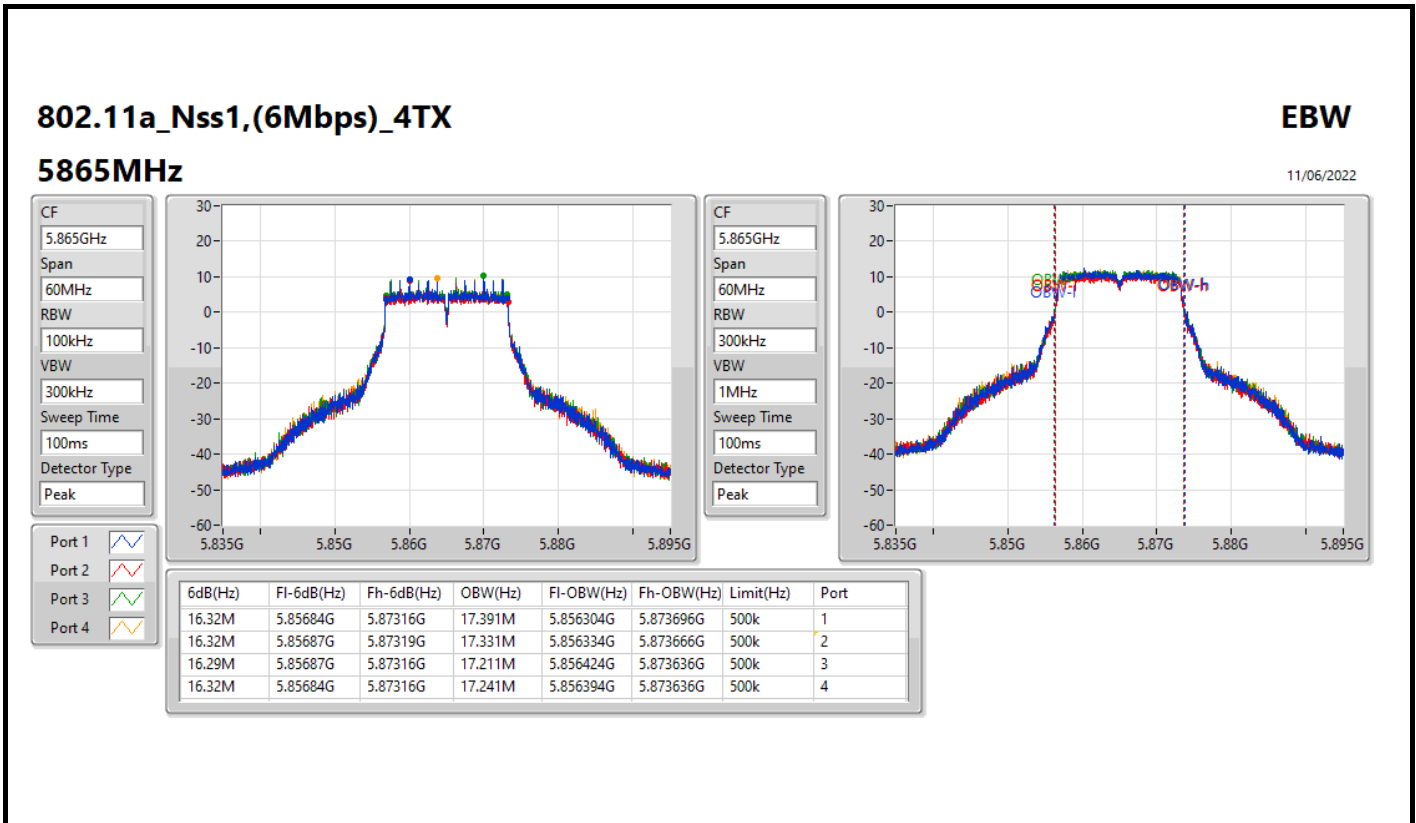 802.11a_Nss1,(6Mbps)_4TX EBW
5865MHz 11/06/2022
CF
5.865GHz
Span
60MHz
RBW
100kHz
VBW
300kHz
Sweep Time
100ms
Detector Type
Peak
30
20
10
0
-10
-20
-30
-40
-50
-60
5.835G 5.85G 5.86G 5.87G 5.88G 5.895G
CF
5.865GHz
Span
60MHz
RBW
300kHz
VBW
1MHz
Sweep Time
100ms
Detector Type
Peak
30
20
10
0
-10
-20
-30
-40
-50
-60
OBW-l OBW-h
5.835G 5.85G 5.86G 5.87G 5.88G 5.895G
Port 1
Port 2
Port 3
Port 4
6dB(Hz) Fl-6dB(Hz) Fh-6dB(Hz) OBW(Hz) Fl-OBW(Hz) Fh-OBW(Hz) Limit(Hz) Port
16.32M 5.85684G 5.87316G 17.391M 5.856304G 5.873696G 500k 1
16.32M 5.85687G 5.87319G 17.331M 5.856334G 5.873666G 500k 2
16.29M 5.85687G 5.87316G 17.211M 5.856424G 5.873636G 500k 3
16.32M 5.85684G 5.87316G 17.241M 5.856394G 5.873636G 500k 4